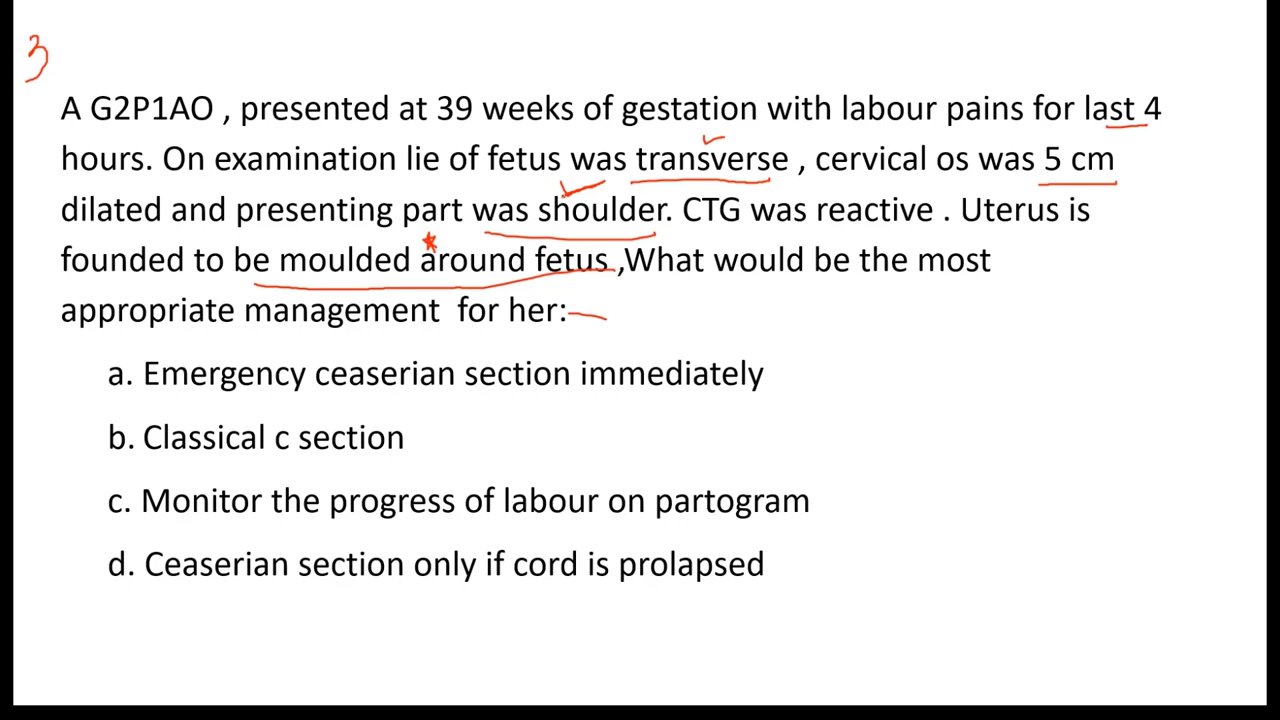 3
A G2P1AO , presented at 39 weeks of gestation with labour pains for last 4
hours. On examination lie of fetus was transverse , cervical os was 5 cm
dilated and presenting part was shoulder. CTG was reactive . Uterus is
founded to be moulded around fetus ,What would be the most
appropriate management  for her:
a. Emergency ceaserian section immediately
b. Classical c section
c. Monitor the progress of labour on partogram
d. Ceaserian section only if cord is prolapsed